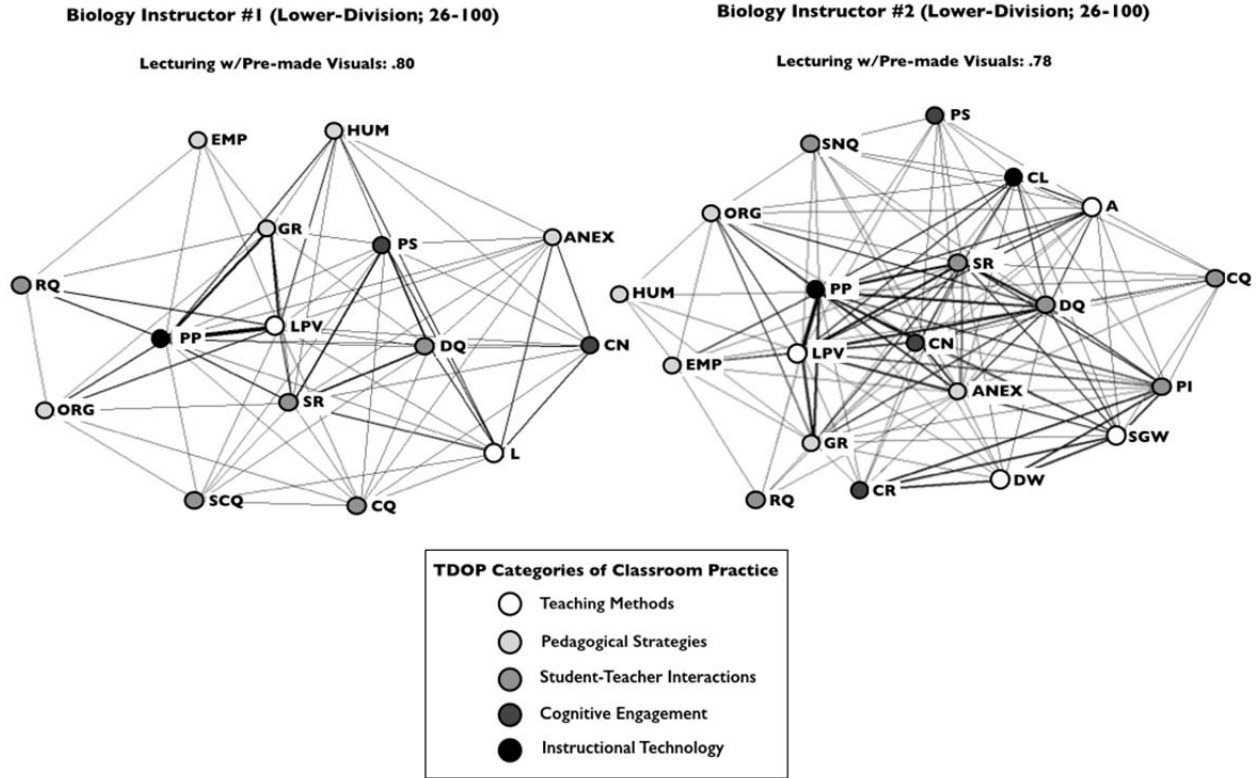 Biology Instructor #1 (Lower-Division; 26-100)
Lecturing w/Pre-made Visuals: .80
EMP
HUM
GR
PS
ANEX
RQ
PP
LPV
DQ
CN
ORG
SR
L
SCQ
CQ
Biology Instructor #2 (Lower-Division; 26-100)
Lecturing w/Pre-made Visuals: .78
PS
SNQ
CL
A
ORG
SR
CQ
HUM
PP
DQ
CN
LPV
EMP
PI
ANEX
SGW
GR
DW
CR
RQ
TDOP Categories of Classroom Practice
Teaching Methods
Pedagogical Strategies
Student-Teacher Interactions
Cognitive Engagement
Instructional Technology